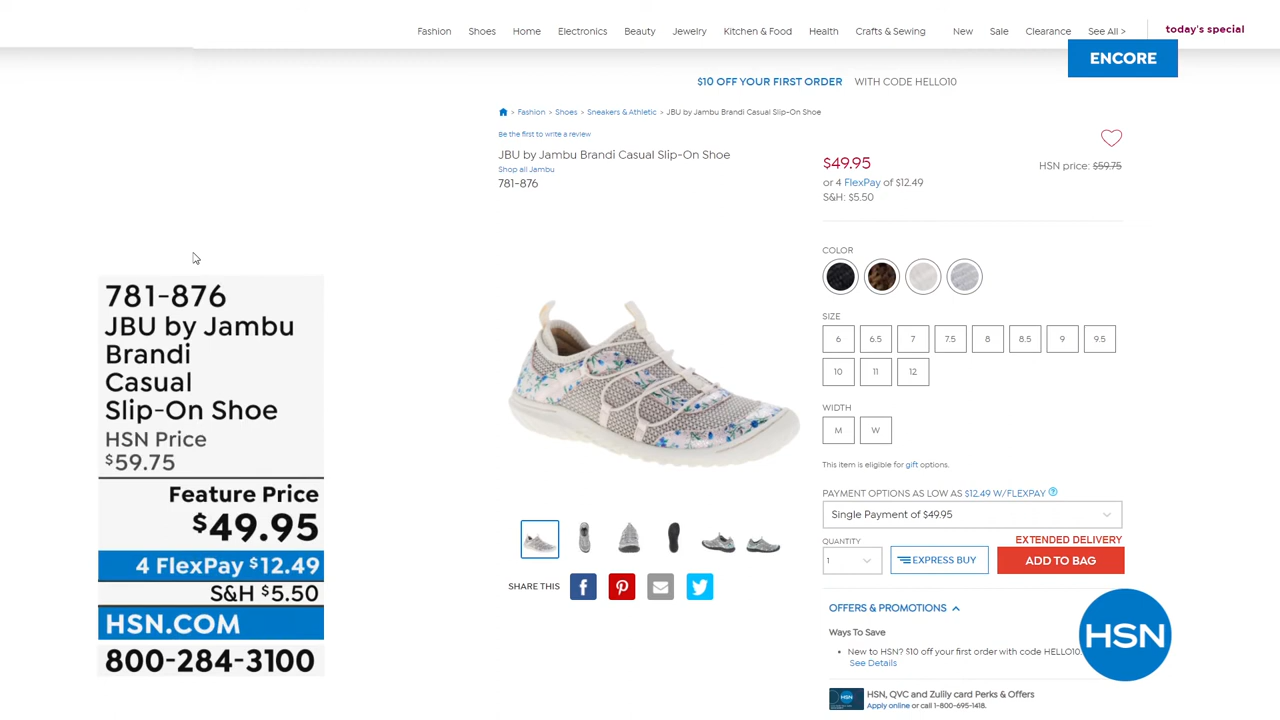 Fashion Shoes Home Electronics Beauty Jewelry Kitchen & Food Health Crafts & Sewing New Sale Clearance See All > today's special
ENCORE
$10 OFF YOUR FIRST ORDER WITH CODE HELLO10
> Fashion > Shoes > Sneakers & Athletic > JBU by Jambu Brandi Casual Slip-On Shoe
Be the first to write a review
JBU by Jambu Brandi Casual Slip-On Shoe
Shop all Jambu
781-876
$49.95
HSN price: $59.75
or 4 FlexPay of $12.49
S&H: $5.50
COLOR
SIZE
6 6.5 7 7.5 8 8.5 9 9.5
10 11 12
WIDTH
M W
This item is eligible for gift options.
PAYMENT OPTIONS AS LOW AS $12.49 W/FLEXPAY ?
Single Payment of $49.95
EXTENDED DELIVERY
QUANTITY
1
EXPRESS BUY
ADD TO BAG
SHARE THIS
OFFERS & PROMOTIONS
Ways To Save
• New to HSN? $10 off your first order with code HELLO10.
See Details
HSN, QVC and Zulily card Perks & Offers
Apply online or call 1-800-695-1418.
HSN
HSN
781-876
JBU by Jambu
Brandi
Casual
Slip-On Shoe
HSN Price
$59.75
Feature Price
$49.95
4 FlexPay $12.49
S&H $5.50
HSN.COM
800-284-3100